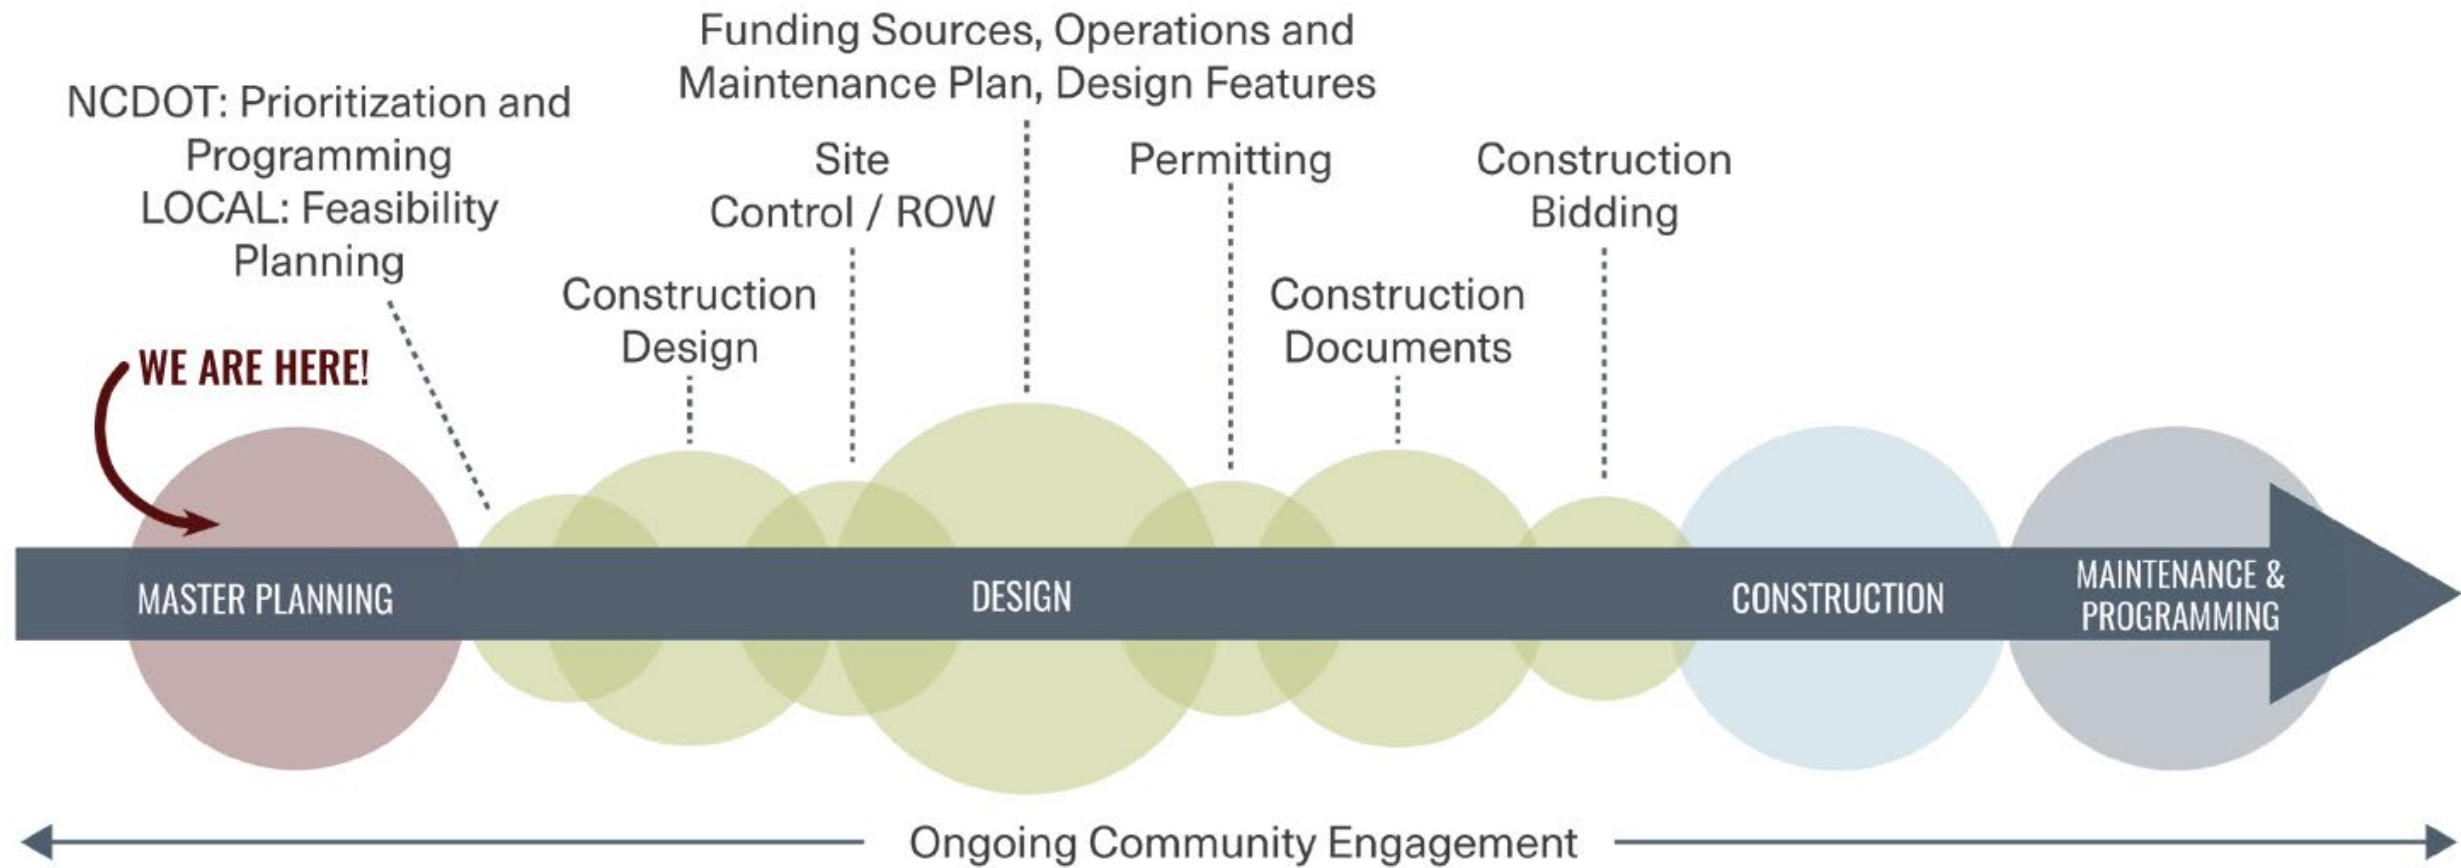 Funding Sources, Operations and
Maintenance Plan, Design Features
NCDOT: Prioritization and
Programming
LOCAL: Feasibility
Planning
Site
Control / ROW
Permitting
Construction
Bidding
Construction
Design
Construction
Documents
WE ARE HERE!
MASTER PLANNING
DESIGN
CONSTRUCTION
MAINTENANCE &
PROGRAMMING
Ongoing Community Engagement